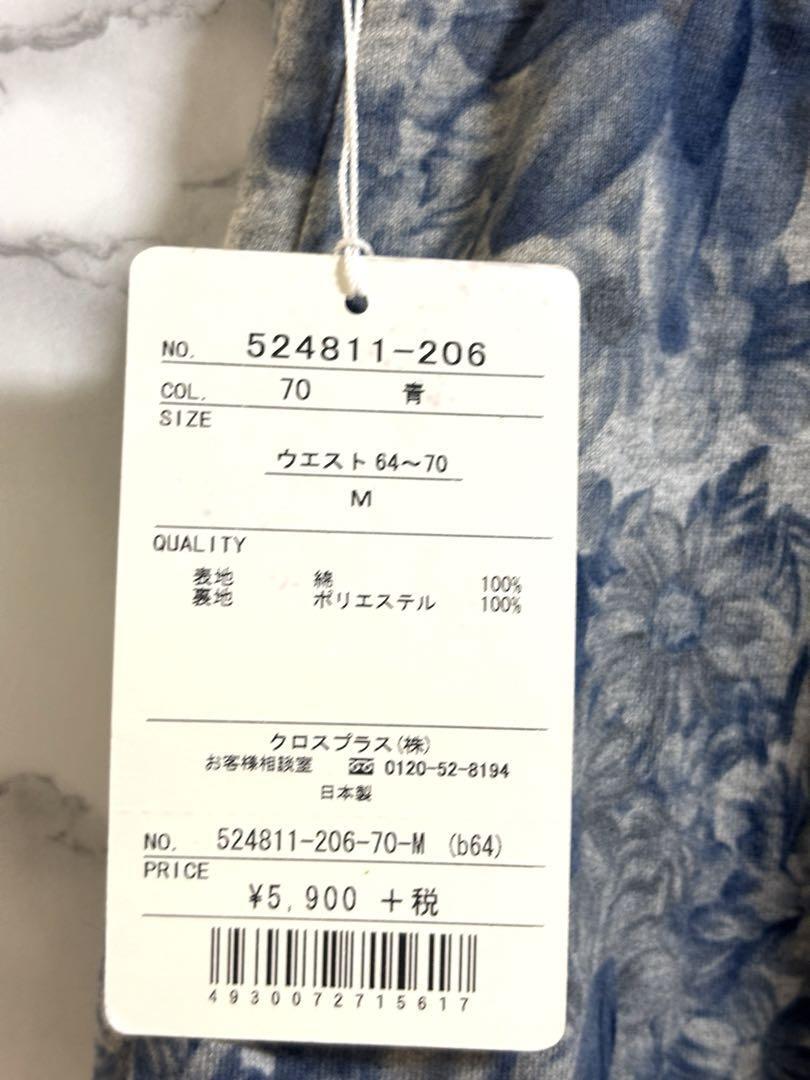 NO. 524811-206
COL. 70 青
SIZE
ウエスト 64〜70
M
QUALITY
表地 綿 100%
裏地 ポリエステル 100%
クロスプラス(株)
お客様相談室 0120-52-8194
日本製
NO. 524811-206-70-M (b64)
PRICE
¥5,900 +税
4930072715617